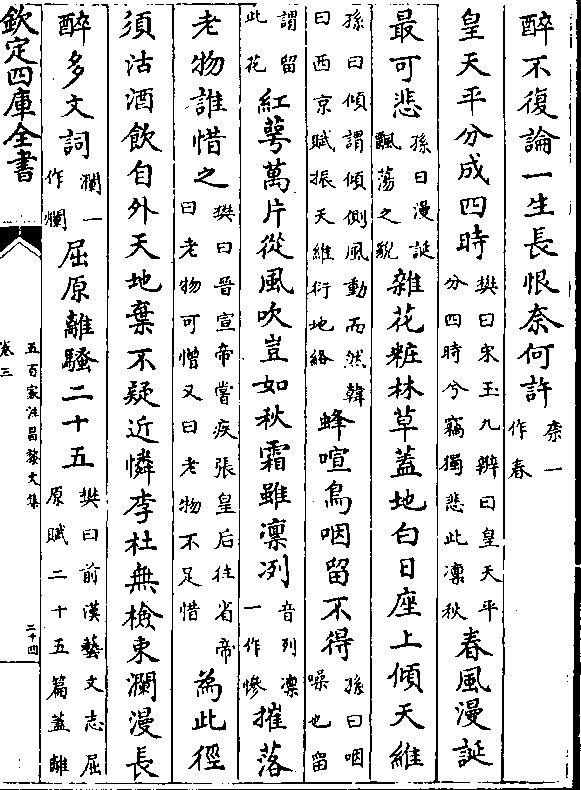 醉不復論一生長恨奈何許奈一作春
皇天平分成四時樊曰宋玉九辯曰皇天平分四時兮竊獨悲此凛秋春風漫誕
最可悲孫曰漫誕飄蕩之貌雜花粧林草蓋地白日座上傾天維
孫曰傾謂傾側風動而然韓曰西京賦振天維衍地絡蜂喧鳥咽留不得孫曰咽噪也留
謂留此花紅蕚萬片從風吹豈如秋霜雖凛冽音列凛一作慘摧落
老物誰惜之樊曰晉宣帝嘗疾張皇后往省帝曰老物可憎又曰老物不足惜為此徑
須沽酒飲自外天地棄不疑近憐李杜無檢束瀾漫長
醉多文詞瀾一作爛屈原離騷二十五樊曰前漢藝文志屈原賦二十五篇蓋離
欽定四庫全書
五百家注昌黎文集
卷三
二十四